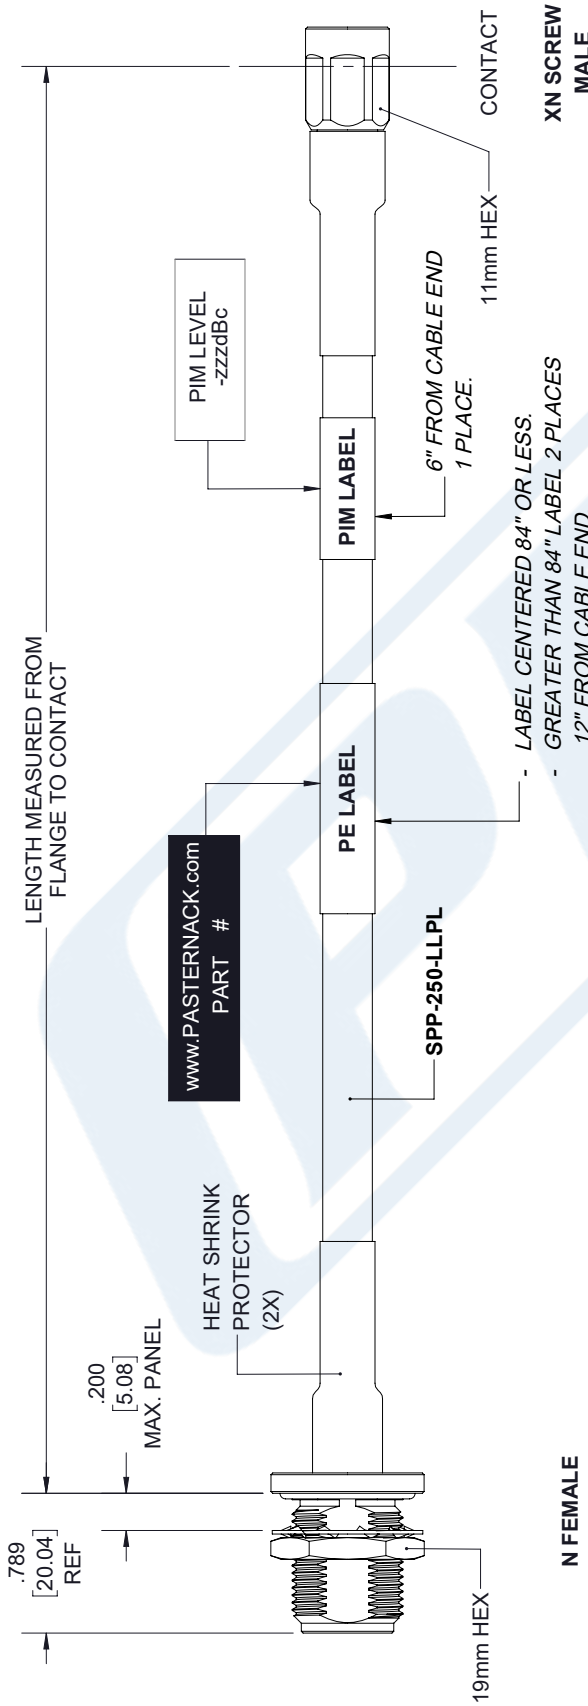 .789
[20.04]
REF
.200
[5.08]
MAX. PANEL
LENGTH MEASURED FROM
FLANGE TO CONTACT
HEAT SHRINK
PROTECTOR
(2X)
www.PASTERNACK.com
PART #
PIM LEVEL
-zzzdBc
PE LABEL
PIM LABEL
19mm HEX
SPP-250-LLPL
6" FROM CABLE END
1 PLACE.
11mm HEX
CONTACT
- LABEL CENTERED 84" OR LESS.
- GREATER THAN 84" LABEL 2 PLACES
12" FROM CABLE END
N FEMALE
XN SCREW
MALE